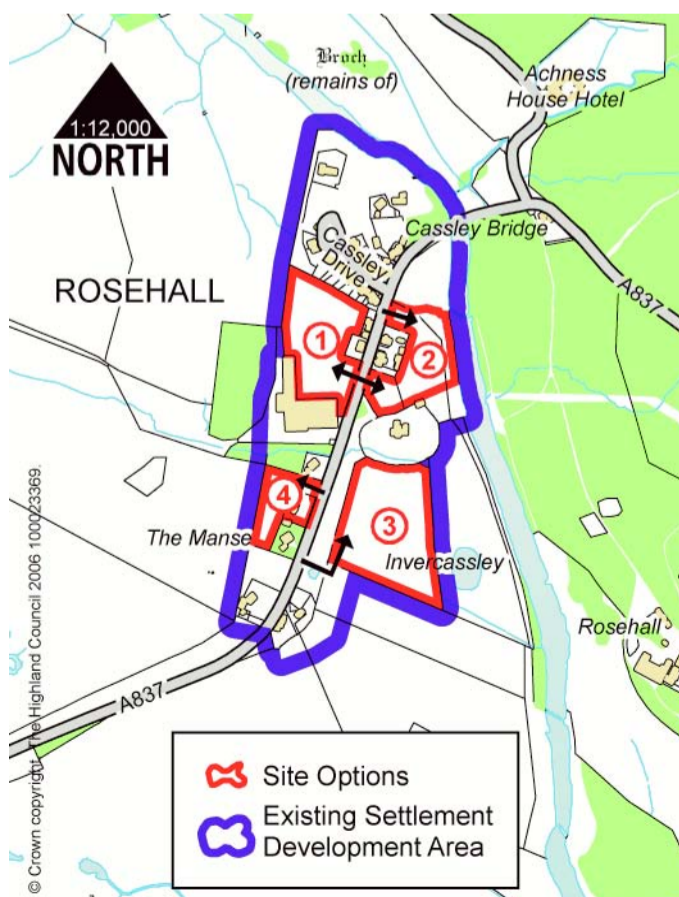 Broch
(remains of)
Achness
House Hotel
1:12,000
NORTH
Cassley Bridge
Cassley
Drive
A837
ROSEHALL
1
2
4
3
The Manse
Invercassley
Rosehall
A837
Site Options
Existing Settlement
Development Area
© Crown copyright. The Highland Council 2006 100023369.